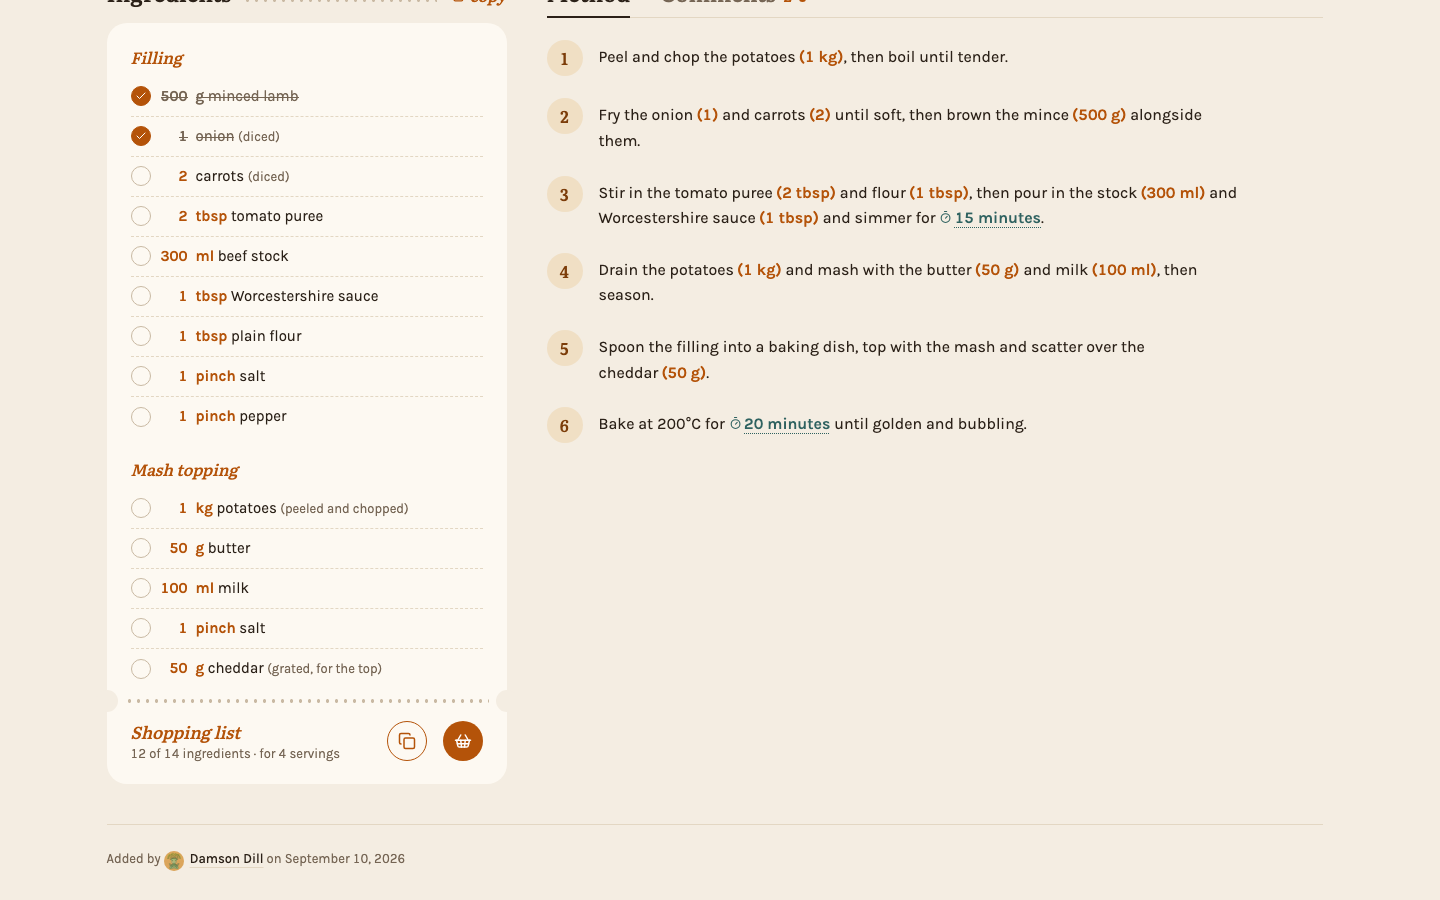 Ingredients
copy
Filling
500 g minced lamb
1 onion (diced)
2 carrots (diced)
2 tbsp tomato puree
300 ml beef stock
1 tbsp Worcestershire sauce
1 tbsp plain flour
1 pinch salt
1 pinch pepper
Mash topping
1 kg potatoes (peeled and chopped)
50 g butter
100 ml milk
1 pinch salt
50 g cheddar (grated, for the top)
Shopping list
12 of 14 ingredients · for 4 servings
Method
Comments
1 Peel and chop the potatoes (1 kg), then boil until tender.
2 Fry the onion (1) and carrots (2) until soft, then brown the mince (500 g) alongside
them.
3 Stir in the tomato puree (2 tbsp) and flour (1 tbsp), then pour in the stock (300 ml) and
Worcestershire sauce (1 tbsp) and simmer for 15 minutes.
4 Drain the potatoes (1 kg) and mash with the butter (50 g) and milk (100 ml), then
season.
5 Spoon the filling into a baking dish, top with the mash and scatter over the
cheddar (50 g).
6 Bake at 200°C for 20 minutes until golden and bubbling.
Added by Damson Dill on September 10, 2026